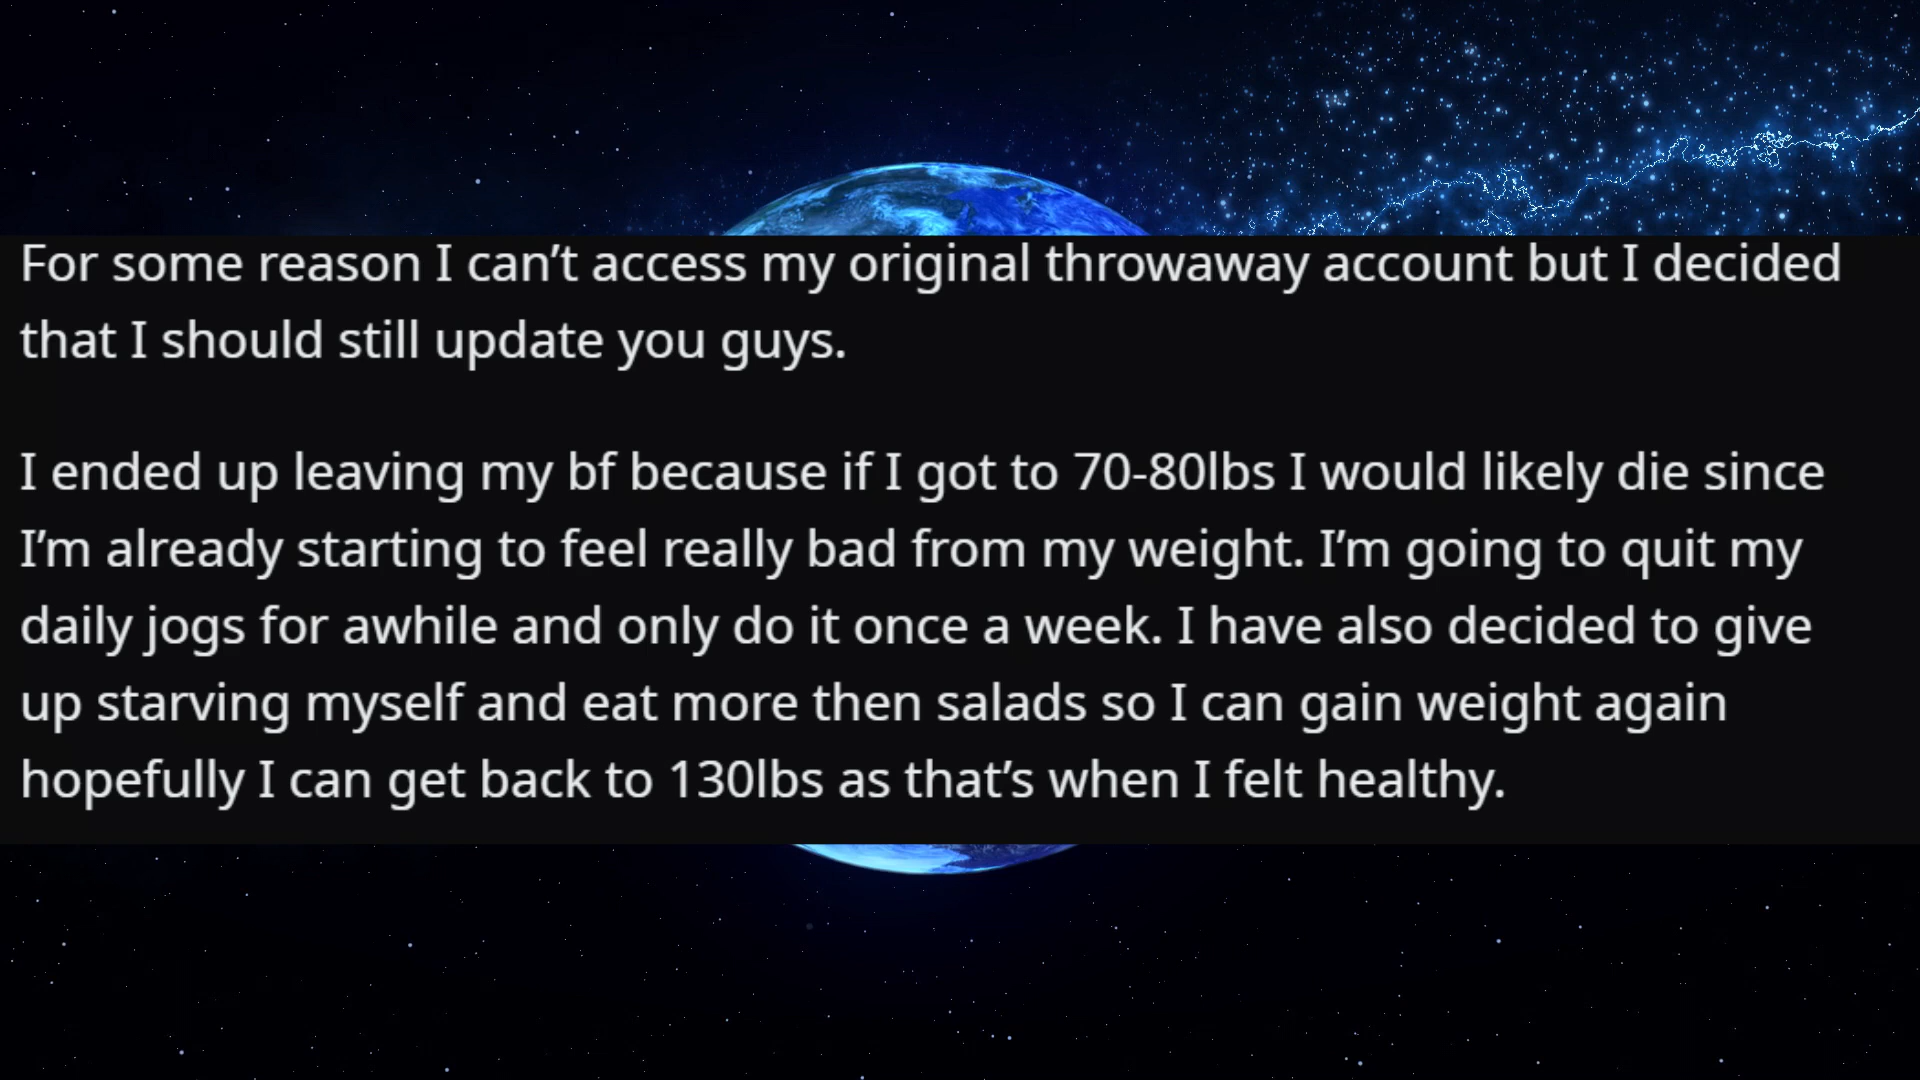 For some reason I can’t access my original throwaway account but I decided
that I should still update you guys.
I ended up leaving my bf because if I got to 70-80lbs I would likely die since
I’m already starting to feel really bad from my weight. I’m going to quit my
daily jogs for awhile and only do it once a week. I have also decided to give
up starving myself and eat more then salads so I can gain weight again
hopefully I can get back to 130lbs as that’s when I felt healthy.